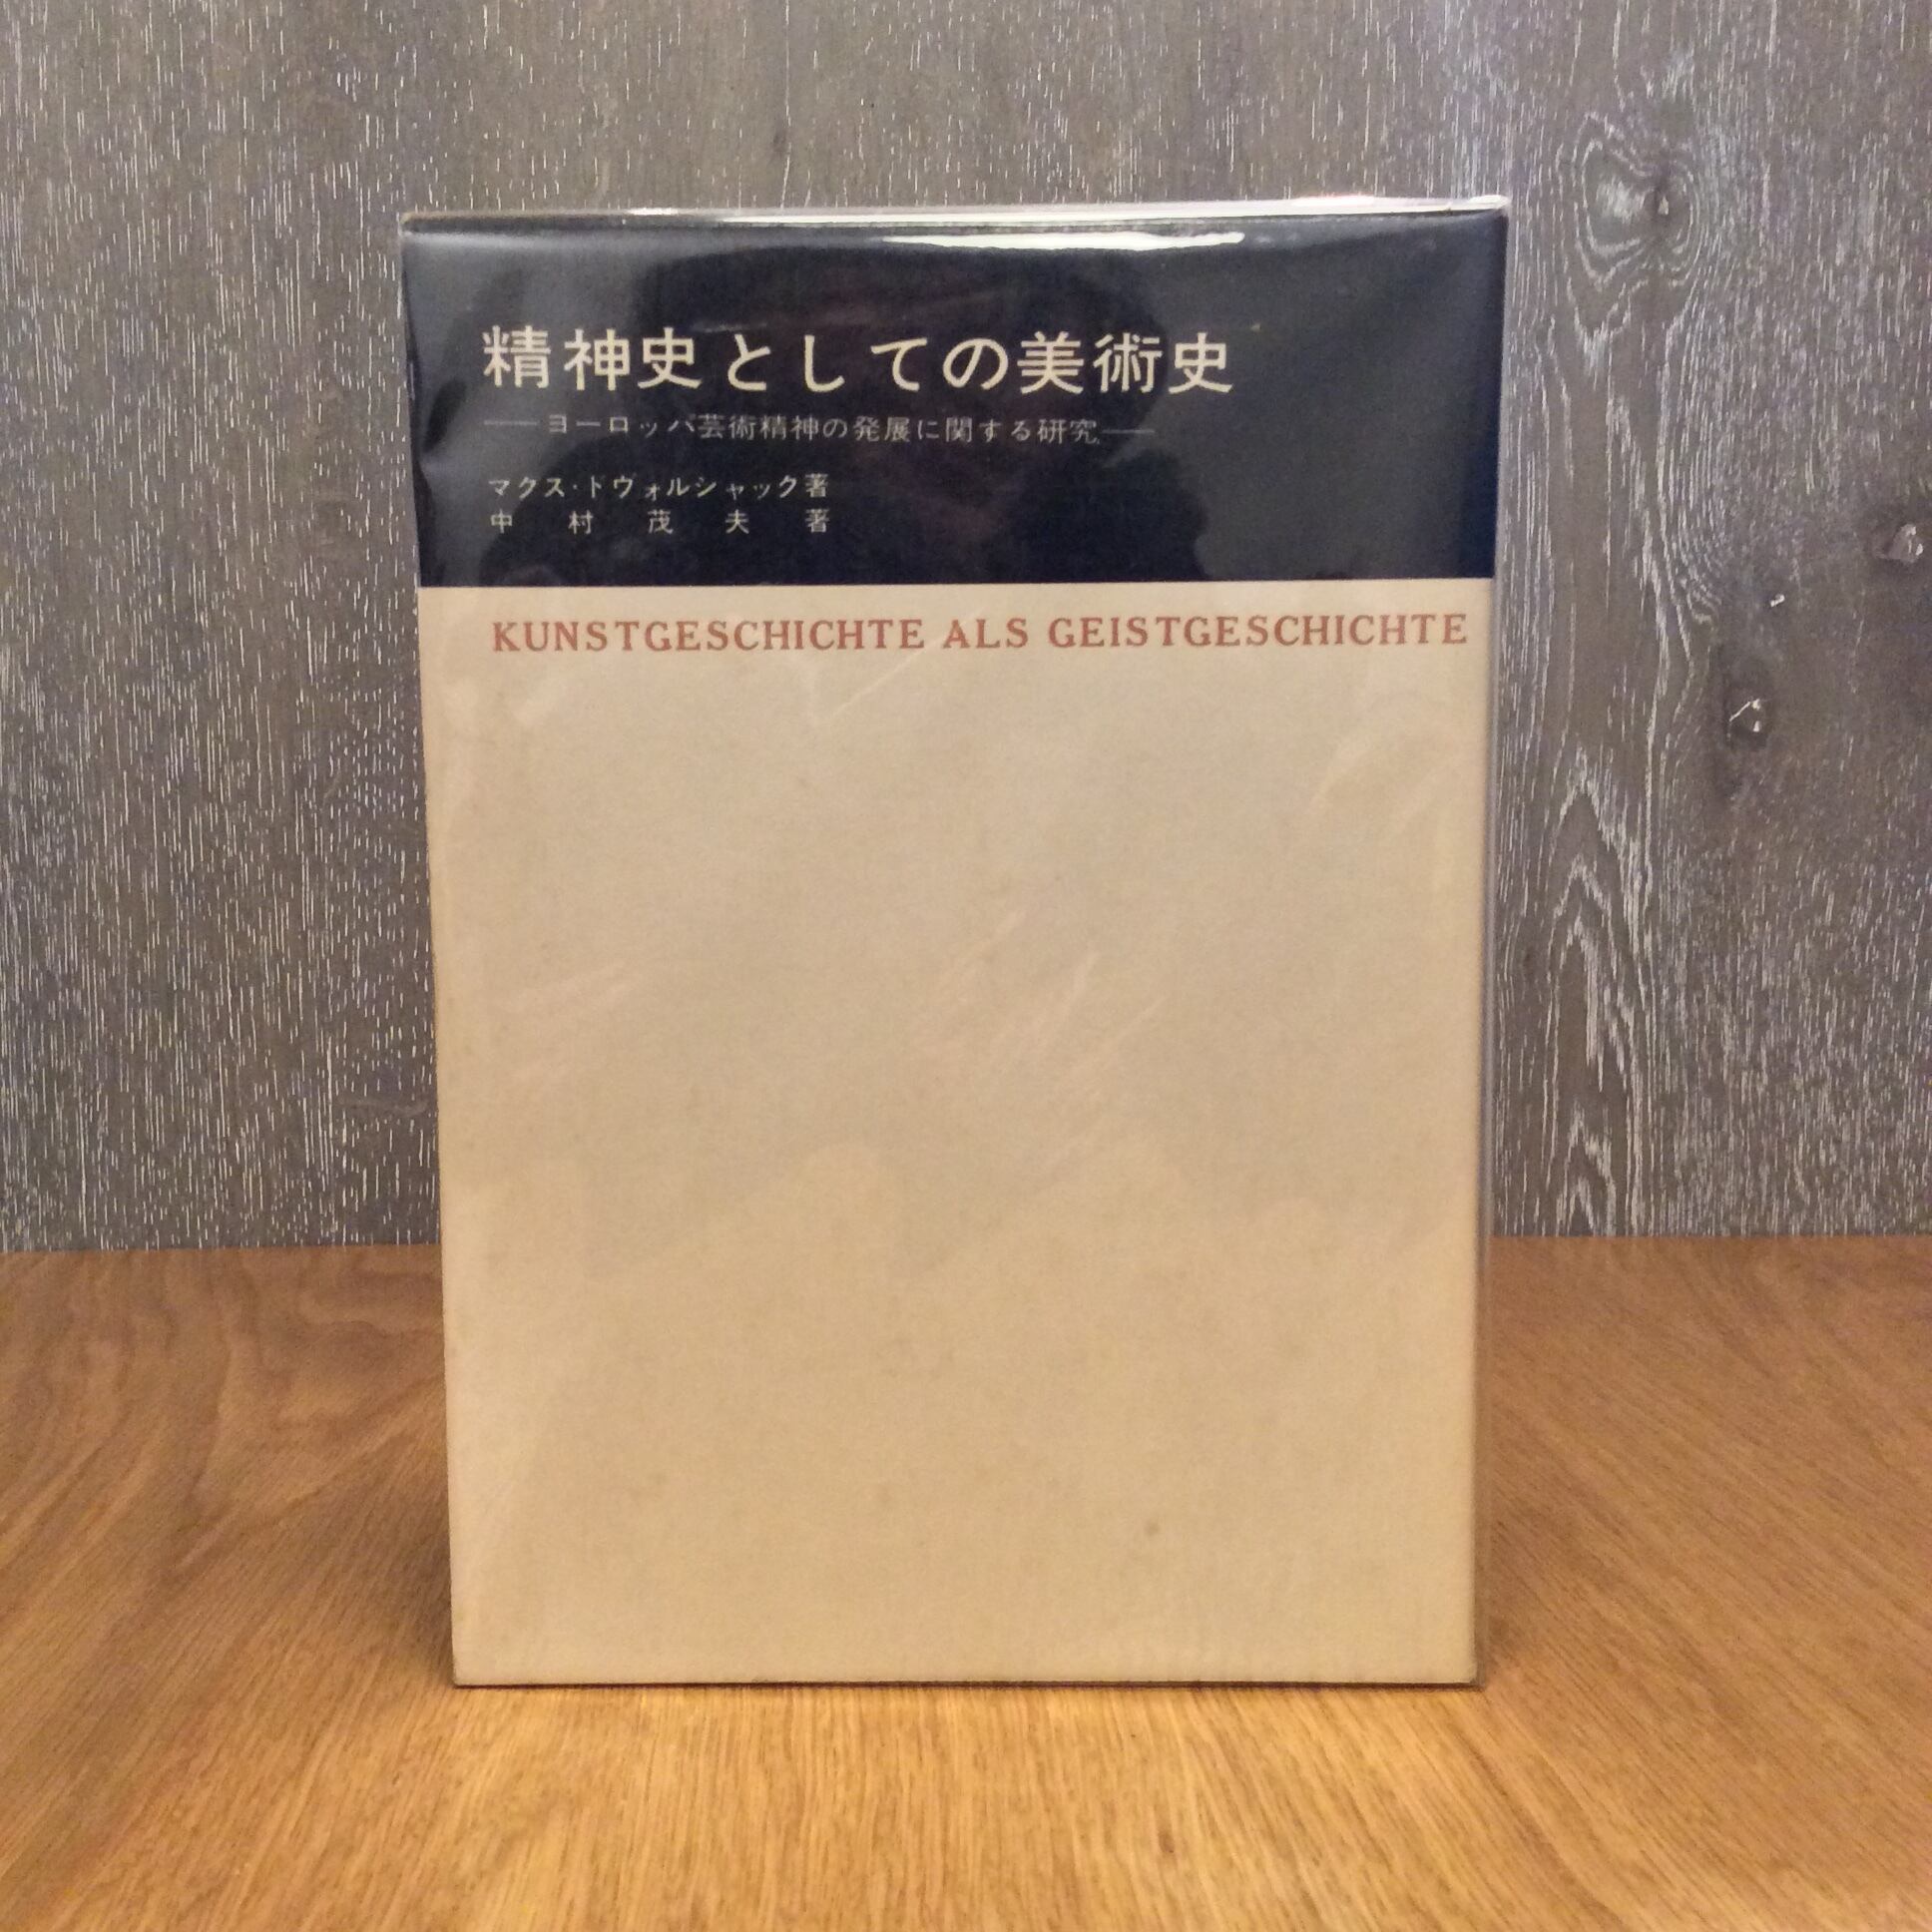 精神史としての美術史
——ヨーロッパ芸術精神の発展に関する研究——
マクス・ドヴォルシャック著
中村茂夫著
KUNSTGESCHICHTE ALS GEISTGESCHICHTE